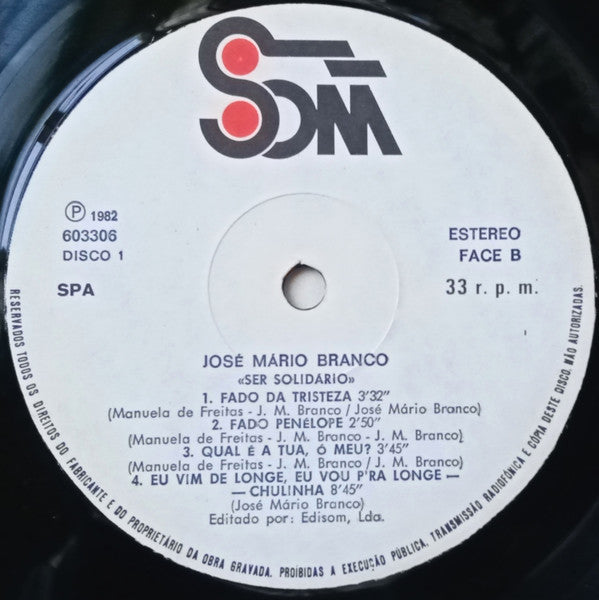 SOM
Ⓟ 1982
603306
DISCO 1
SPA
ESTEREO
FACE B
33 r. p. m.
JOSÉ MÁRIO BRANCO
«SER SOLIDARIO»
1. FADO DA TRISTEZA 3'32"
(Manuela de Freitas - J. M. Branco / José Mário Branco)
2. FADO PENÉLOPE 2'50"
(Manuela de Freitas - J. M. Branco - J. M. Branco)
3. QUAL É A TUA, Ó MEU? 3'45"
(Manuela de Freitas - J. M. Branco / J. M. Branco)
4. EU VIM DE LONGE, EU VOU P'RA LONGE —
— CHULINHA 8'45"
(José Mário Branco)
Editado por: Edisom, Lda.
RESERVADOS TODOS OS DIREITOS DO FABRICANTE E DO PROPRIETÁRIO DA OBRA GRAVADA. PROIBIDAS A EXECUÇÃO PÚBLICA, TRANSMISSÃO RADIOFÓNICA E CÓPIA DESTE DISCO, NÃO AUTORIZADAS.